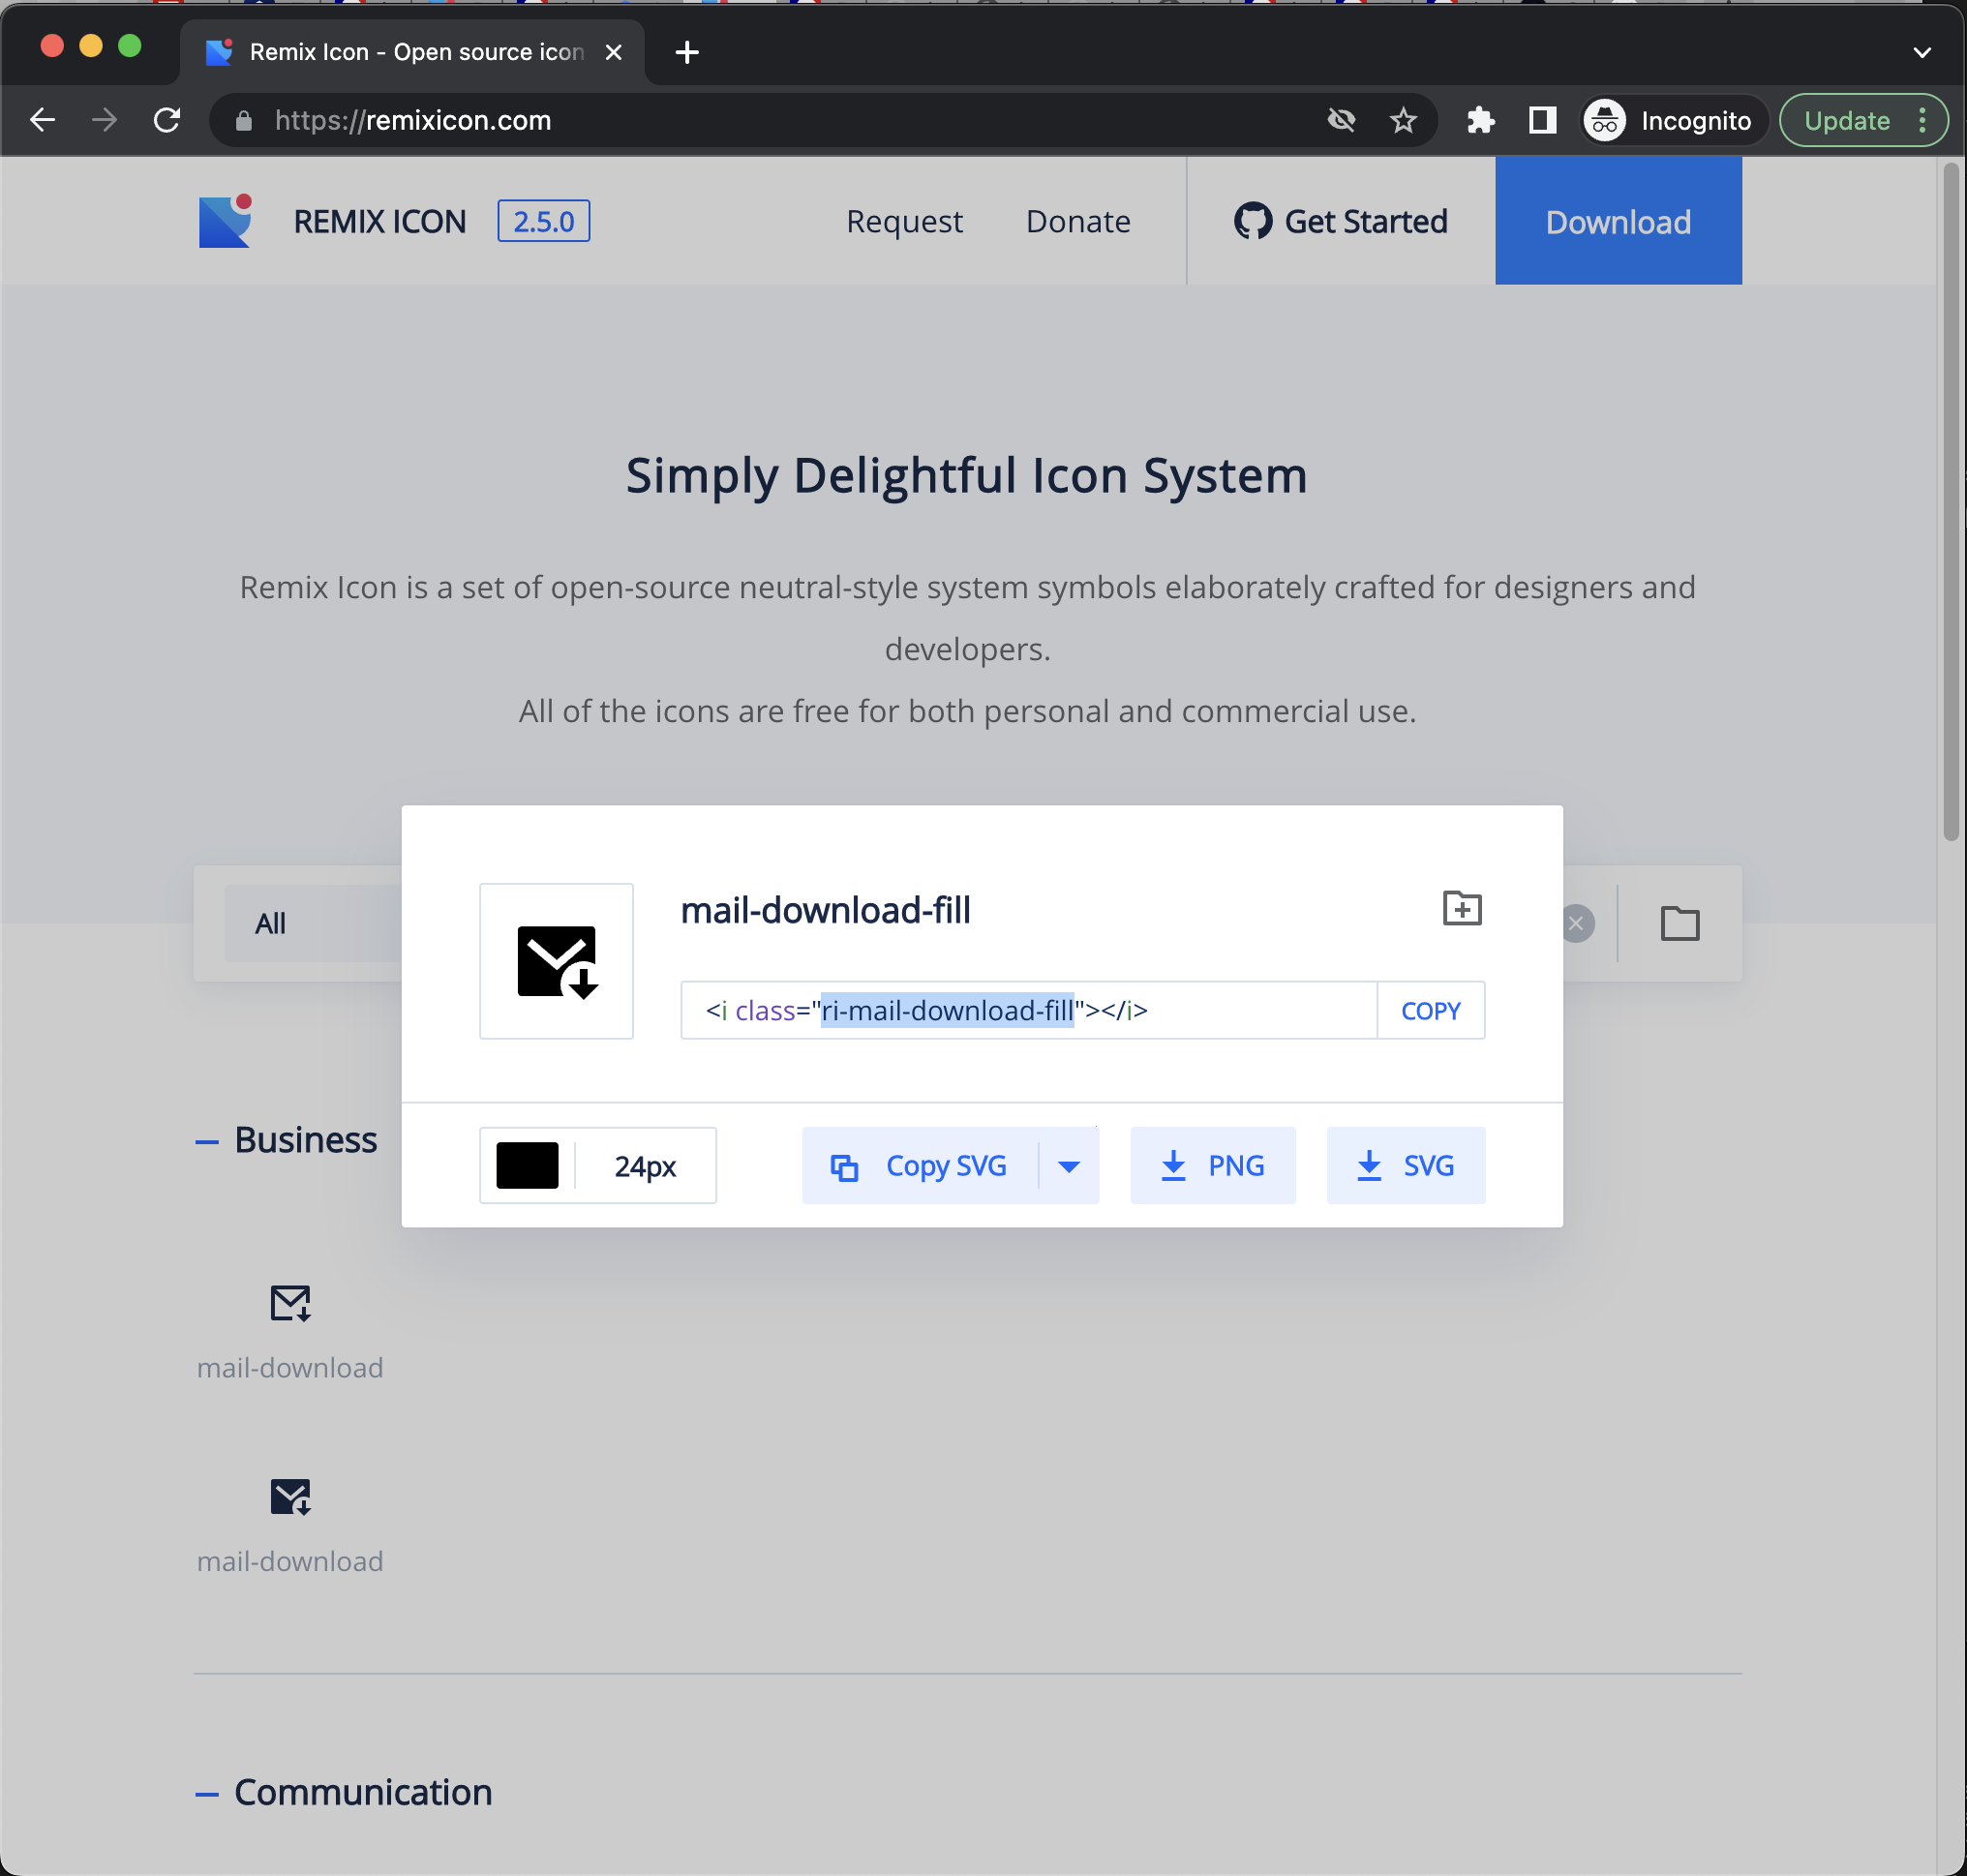 Remix Icon - Open source icon
https://remixicon.com
Incognito
Update
REMIX ICON
2.5.0
Request
Donate
Get Started
Download
Simply Delightful Icon System
Remix Icon is a set of open-source neutral-style system symbols elaborately crafted for designers and
developers.
All of the icons are free for both personal and commercial use.
All
mail-download-fill
<i class="ri-mail-download-fill"></i>
COPY
24px
Copy SVG
PNG
SVG
Business
mail-download
mail-download
Communication